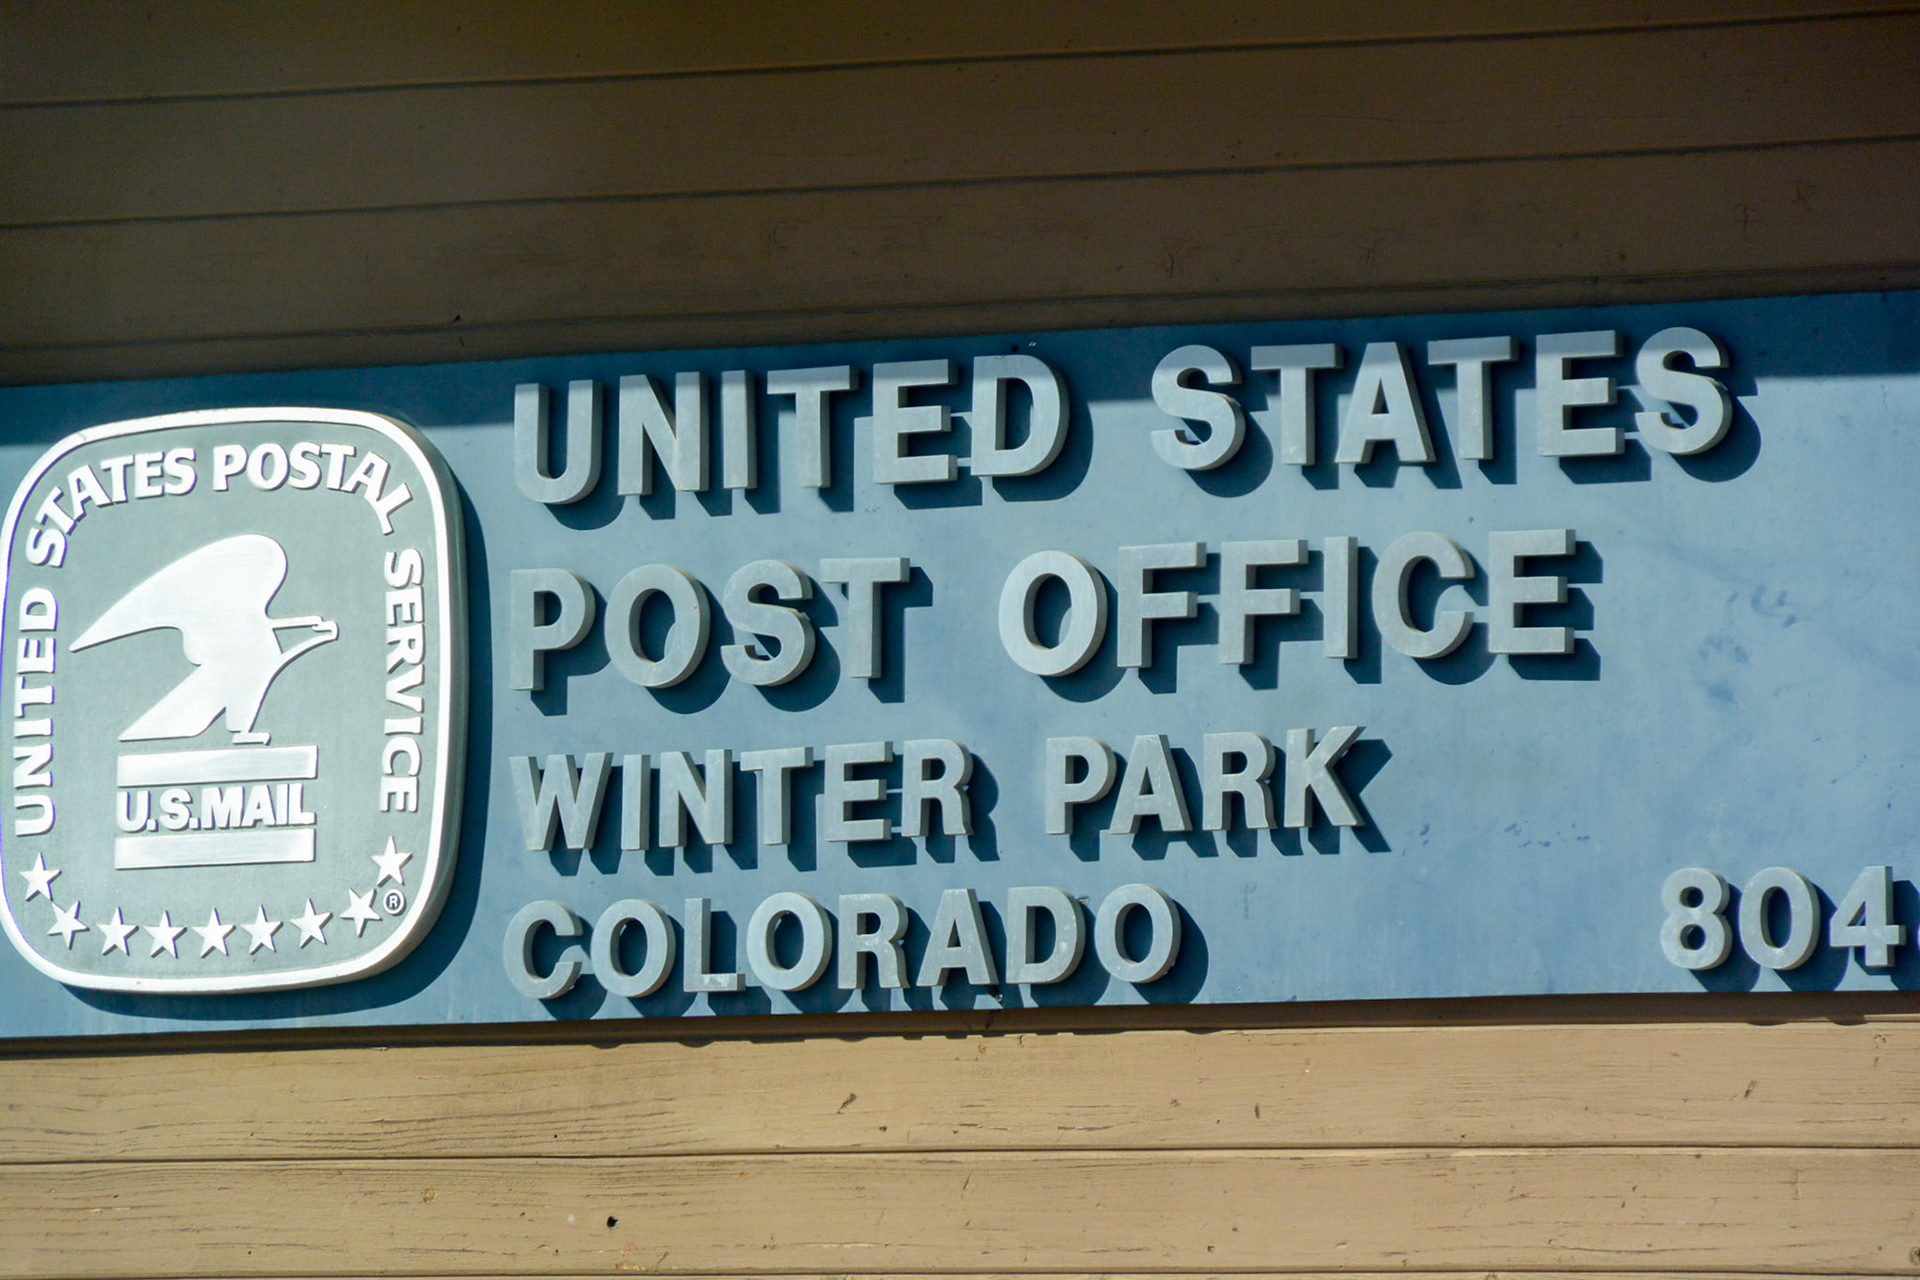 UNITED STATES POSTAL SERVICE
U.S.MAIL
®
UNITED STATES
POST OFFICE
WINTER PARK
COLORADO
804